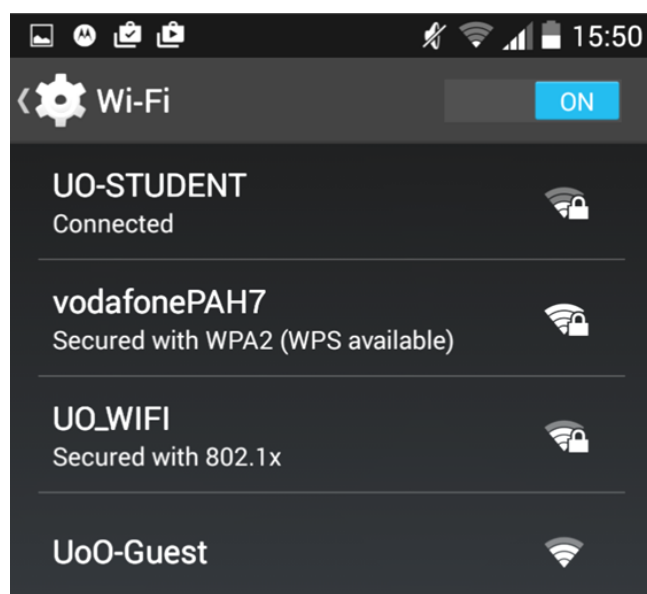 15:50
Wi-Fi
ON
UO-STUDENT
Connected
vodafonePAH7
Secured with WPA2 (WPS available)
UO_WIFI
Secured with 802.1x
UoO-Guest